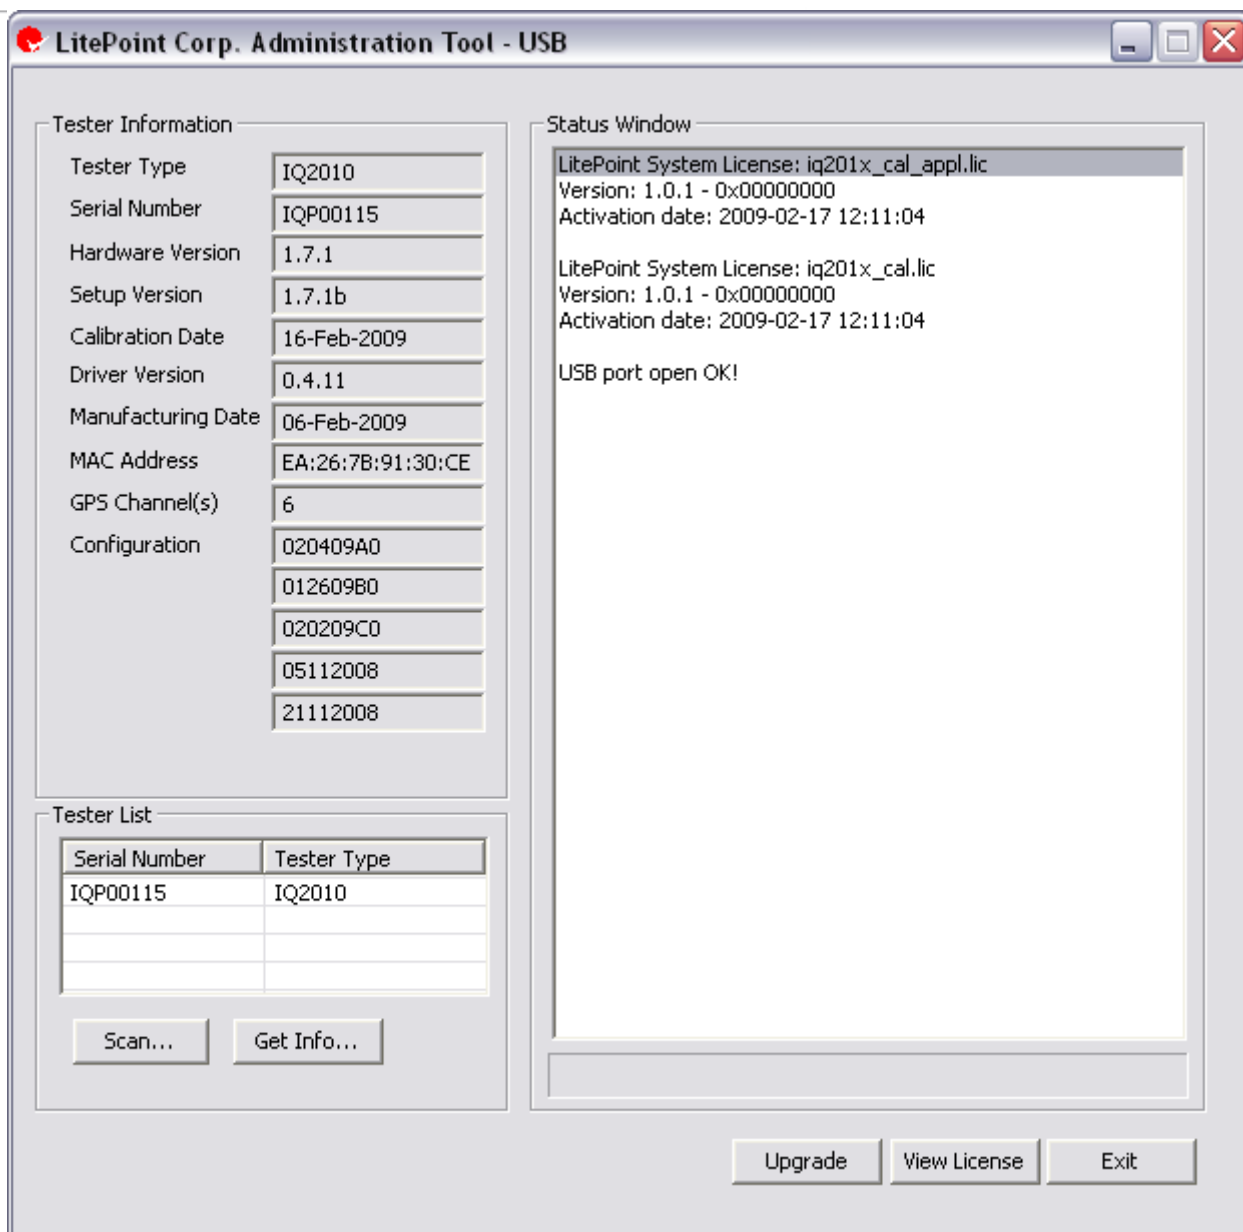 LitePoint Corp. Administration Tool - USB
Tester Information
Tester Type IQ2010
Serial Number IQP00115
Hardware Version 1.7.1
Setup Version 1.7.1b
Calibration Date 16-Feb-2009
Driver Version 0.4.11
Manufacturing Date 06-Feb-2009
MAC Address EA:26:7B:91:30:CE
GPS Channel(s) 6
Configuration 020409A0
012609B0
020209C0
05112008
21112008
Tester List
Serial Number Tester Type
IQP00115 IQ2010
Scan...
Get Info...
Status Window
LitePoint System License: iq201x_cal_appl.lic
Version: 1.0.1 - 0x00000000
Activation date: 2009-02-17 12:11:04
LitePoint System License: iq201x_cal.lic
Version: 1.0.1 - 0x00000000
Activation date: 2009-02-17 12:11:04
USB port open OK!
Upgrade
View License
Exit